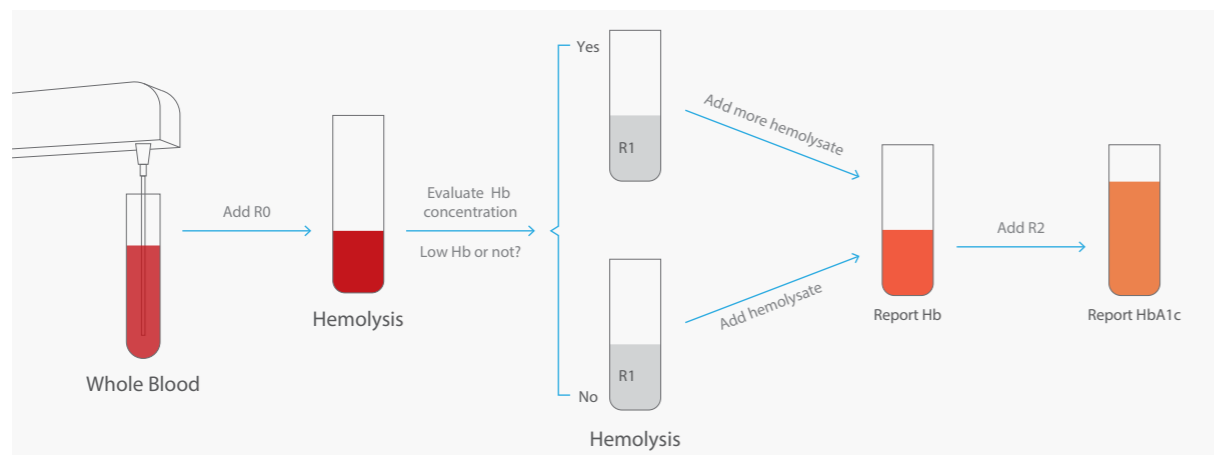 Whole Blood
Add R0
Hemolysis
Evaluate Hb
concentration
Low Hb or not?
Yes
R1
Add more hemolysate
No
R1
Hemolysis
Add hemolysate
Report Hb
Add R2
Report HbA1c